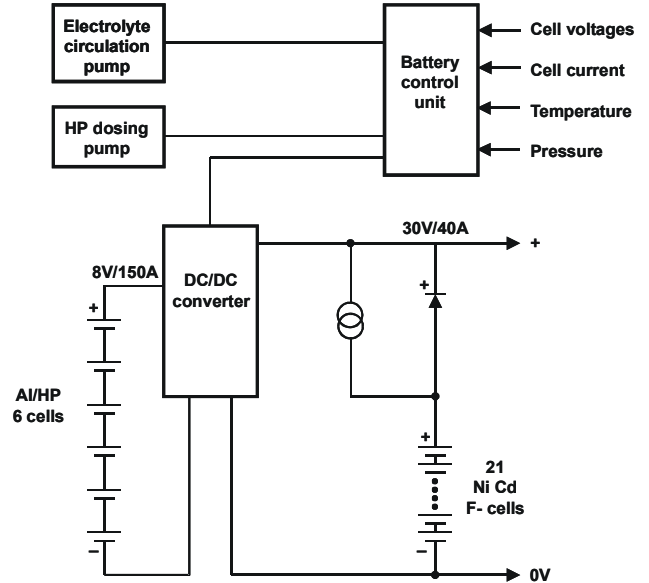 Electrolyte
circulation
pump
HP dosing
pump
Battery
control
unit
Cell voltages
Cell current
Temperature
Pressure
8V/150A
DC/DC
converter
30V/40A
+
+
+
Al/HP
6 cells
+
21
Ni Cd
F- cells
–
–
0V